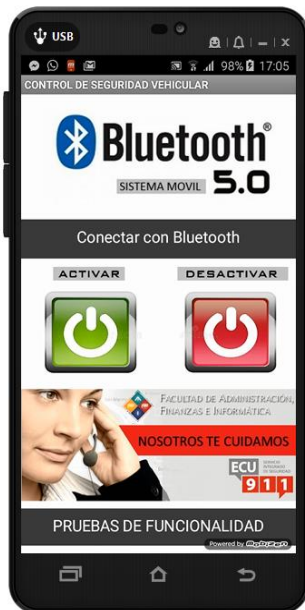 USB
98% 17:05
CONTROL DE SEGURIDAD VEHICULAR
Bluetooth®
SISTEMA MOVIL 5.0
Conectar con Bluetooth
ACTIVAR DESACTIVAR
FACULTAD DE ADMINISTRACIÓN,
FINANZAS E INFORMÁTICA
NOSOTROS TE CUIDAMOS
ECU
911
PRUEBAS DE FUNCIONALIDAD
Powered by Mobizen